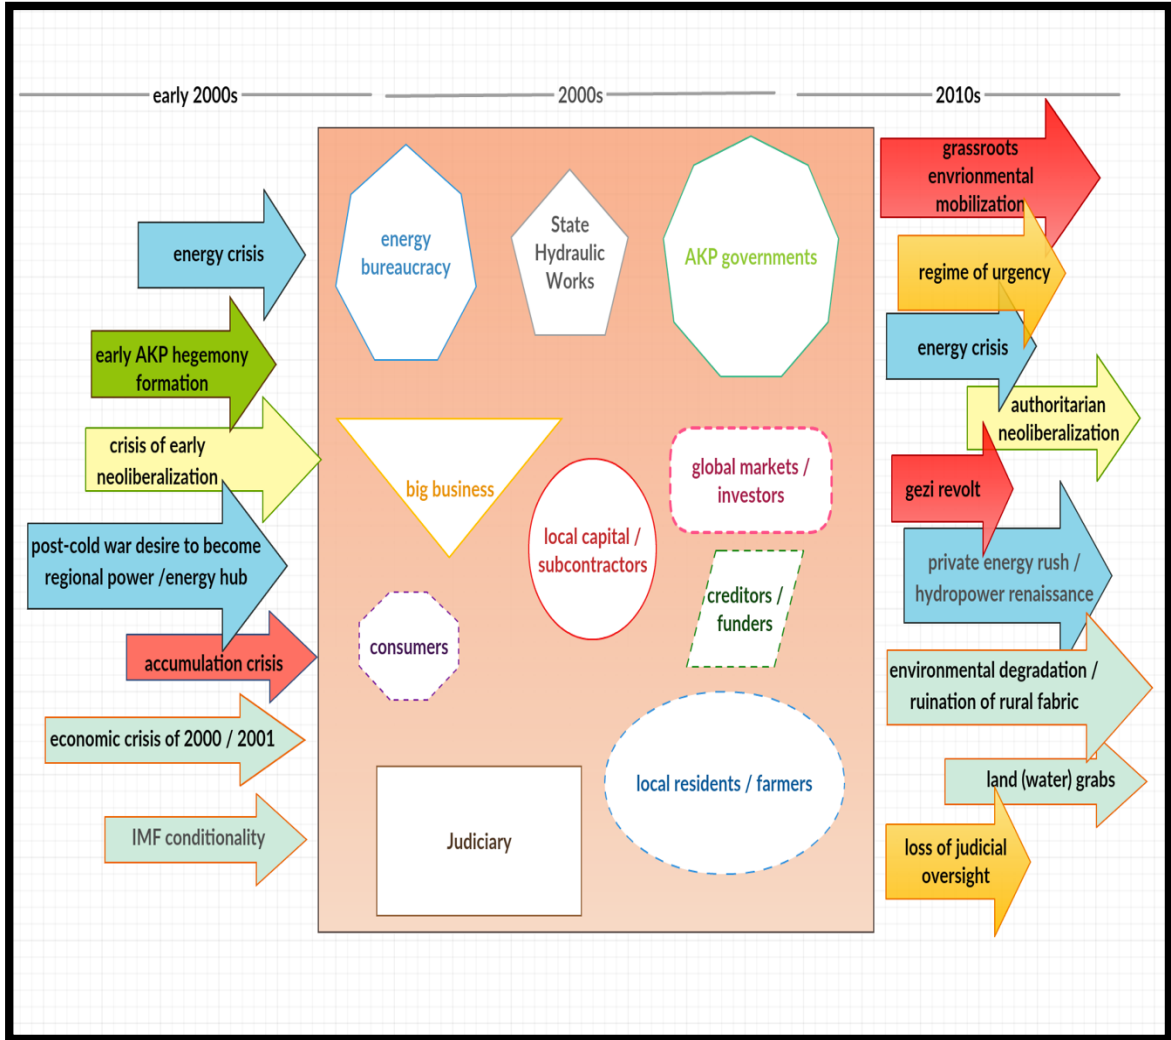 early 2000s
2000s
2010s
energy crisis
early AKP hegemony
formation
crisis of early
neoliberalization
post-cold war desire to become
regional power /energy hub
accumulation crisis
economic crisis of 2000 / 2001
IMF conditionality
energy
bureaucracy
State
Hydraulic
Works
AKP governments
big business
local capital /
subcontractors
global markets /
investors
creditors /
funders
consumers
local residents / farmers
Judiciary
grassroots
envrionmental
mobilization
regime of urgency
energy crisis
authoritarian
neoliberalization
gezi revolt
private energy rush /
hydropower renaissance
environmental degradation /
ruination of rural fabric
land (water) grabs
loss of judicial
oversight